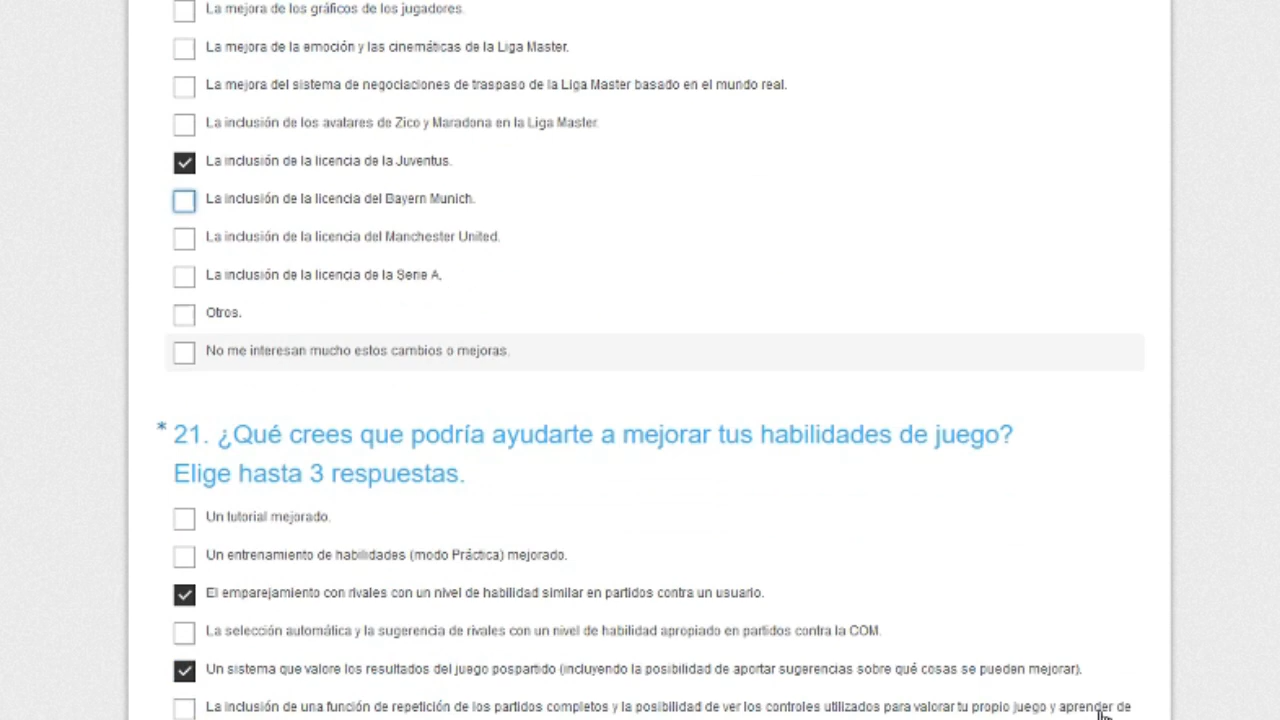 La mejora de los gráficos de los jugadores.
La mejora de la emoción y las cinemáticas de la Liga Master.
La mejora del sistema de negociaciones de traspaso de la Liga Master basado en el mundo real.
La inclusión de los avatares de Zico y Maradona en la Liga Master.
La inclusión de la licencia de la Juventus.
La inclusión de la licencia del Bayern Munich.
La inclusión de la licencia del Manchester United.
La inclusión de la licencia de la Serie A.
Otros.
No me interesan mucho estos cambios o mejoras.
* 21. ¿Qué crees que podría ayudarte a mejorar tus habilidades de juego?
Elige hasta 3 respuestas.
Un tutorial mejorado.
Un entrenamiento de habilidades (modo Práctica) mejorado.
El emparejamiento con rivales con un nivel de habilidad similar en partidos contra un usuario.
La selección automática y la sugerencia de rivales con un nivel de habilidad apropiado en partidos contra la COM.
Un sistema que valore los resultados del juego pospartido (incluyendo la posibilidad de aportar sugerencias sobre qué cosas se pueden mejorar).
La inclusión de una función de repetición de los partidos completos y la posibilidad de ver los controles utilizados para valorar tu propio juego y aprender de